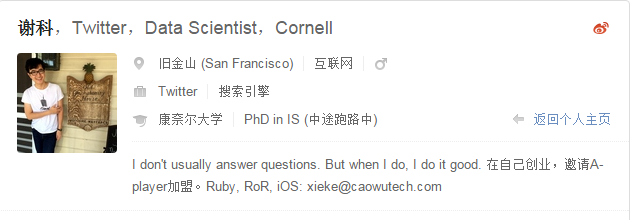 谢科，Twitter，Data Scientist，Cornell
旧金山 (San Francisco) 互联网
Twitter 搜索引擎
康奈尔大学 PhD in IS (中途跑路中) 返回个人主页
I don't usually answer questions. But when I do, I do it good. 在自己创业，邀请A-
player加盟。Ruby, RoR, iOS: xieke@caowutech.com